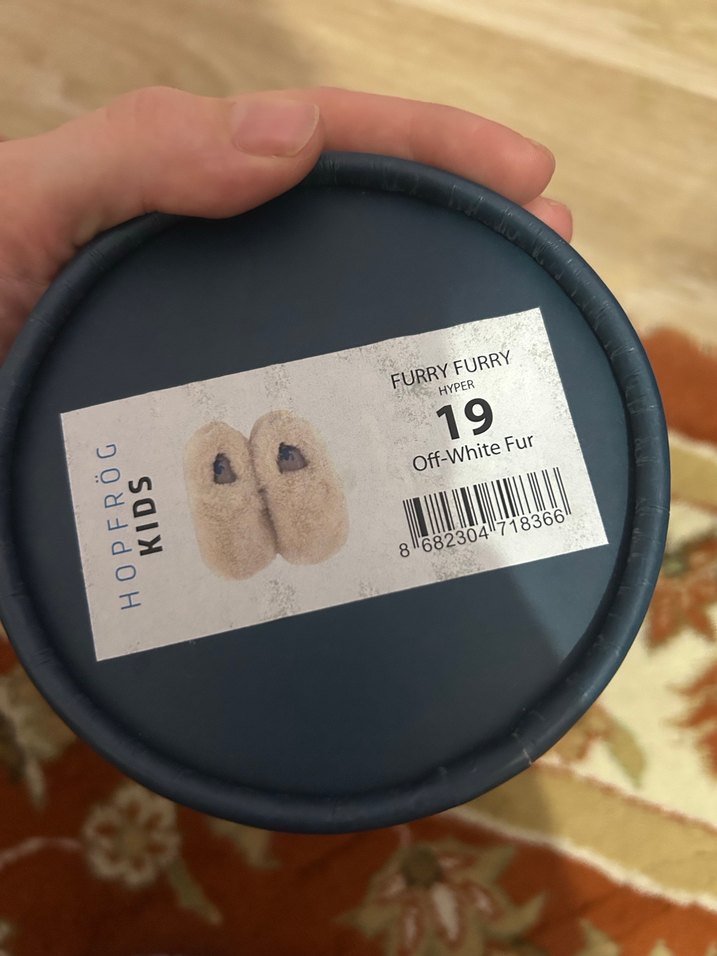 HOPFRÖG
KIDS
FURRY FURRY
HYPER
19
Off-White Fur
8 682304 718366